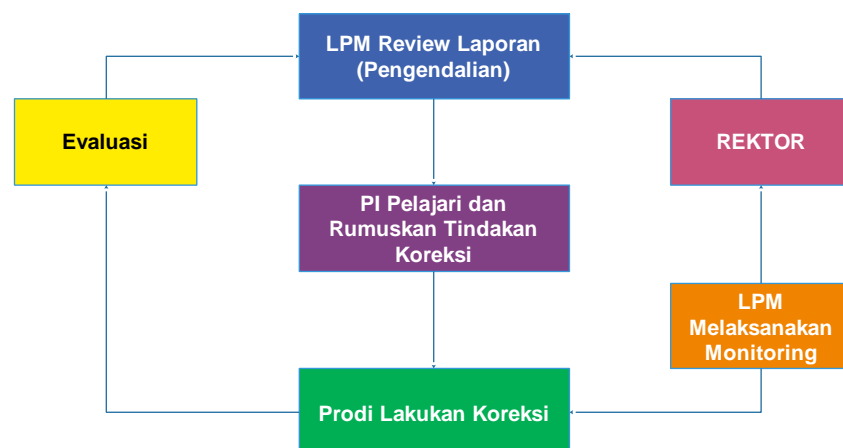 LPM Review Laporan
(Pengendalian)
Evaluasi
REKTOR
PI Pelajari dan
Rumuskan Tindakan
Koreksi
LPM
Melaksanakan
Monitoring
Prodi Lakukan Koreksi